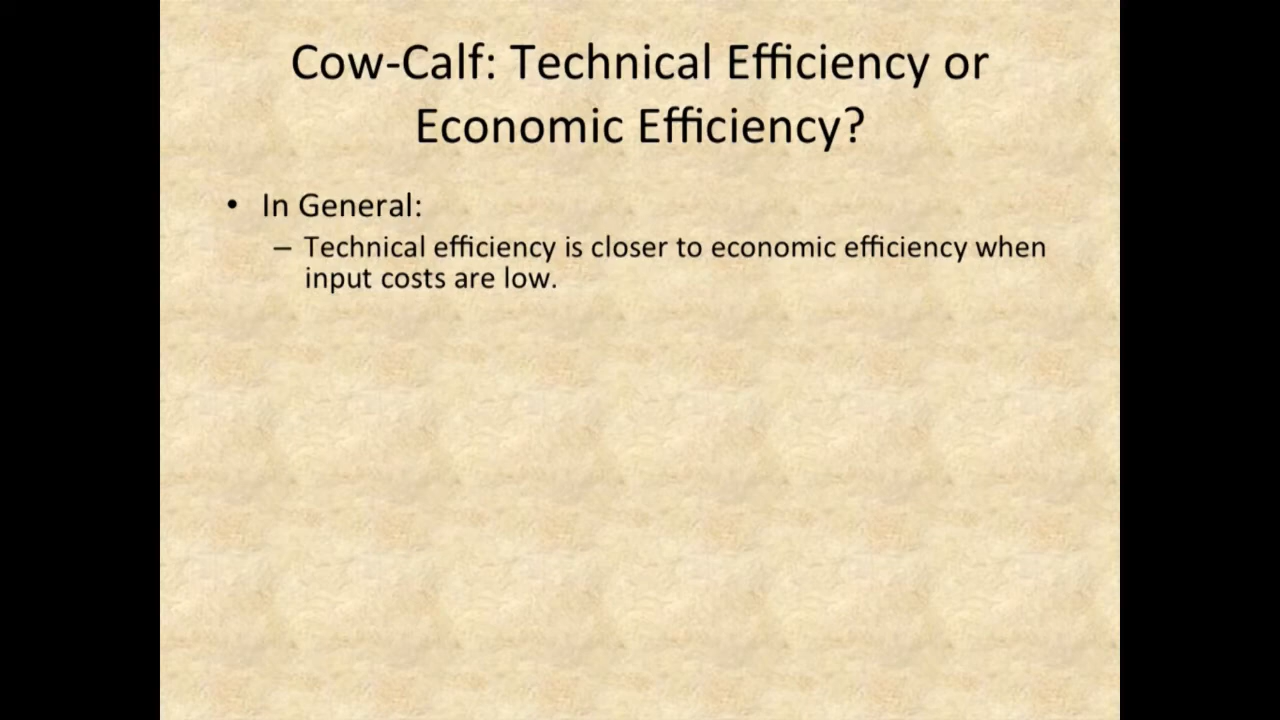 Cow-Calf: Technical Efficiency or
Economic Efficiency?
• In General:
– Technical efficiency is closer to economic efficiency when
input costs are low.